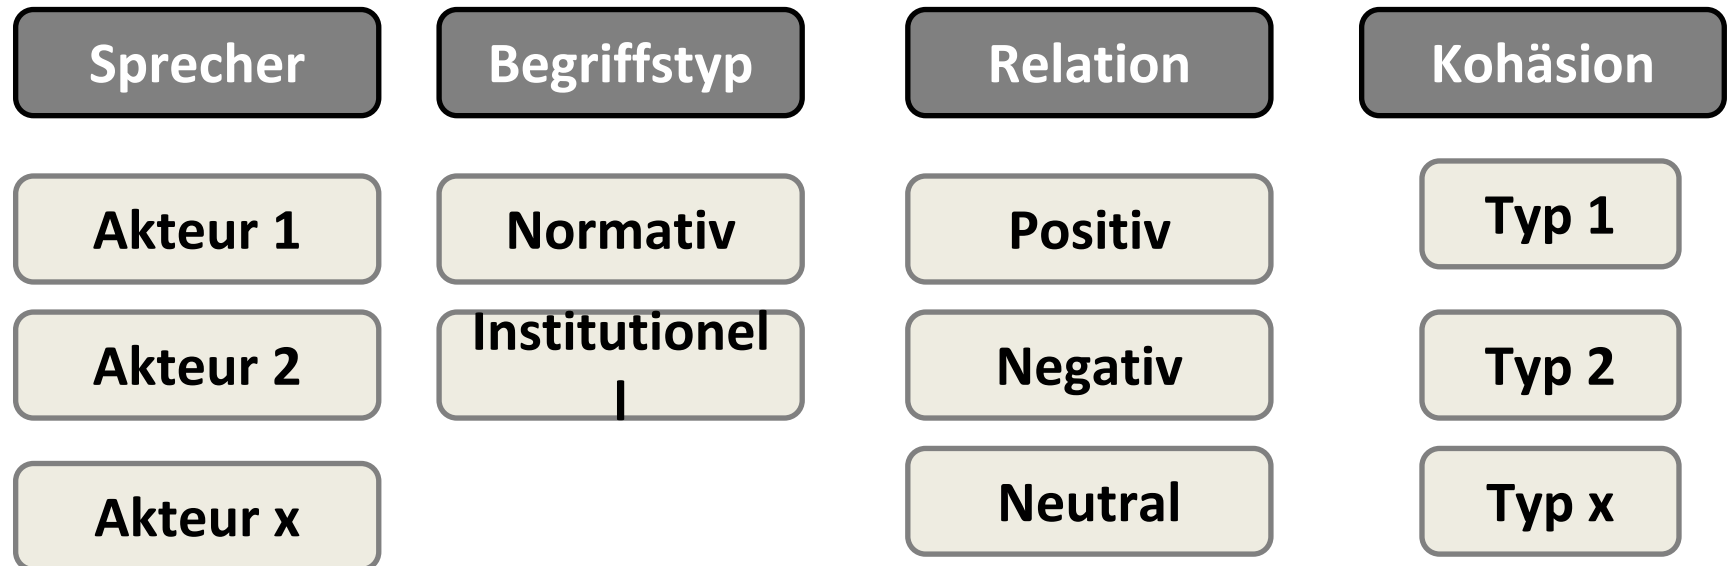 Sprecher
Begriffstyp
Relation
Kohäsion
Akteur 1
Normativ
Positiv
Typ 1
Akteur 2
Institutionel
l
Negativ
Typ 2
Akteur x
Neutral
Typ x